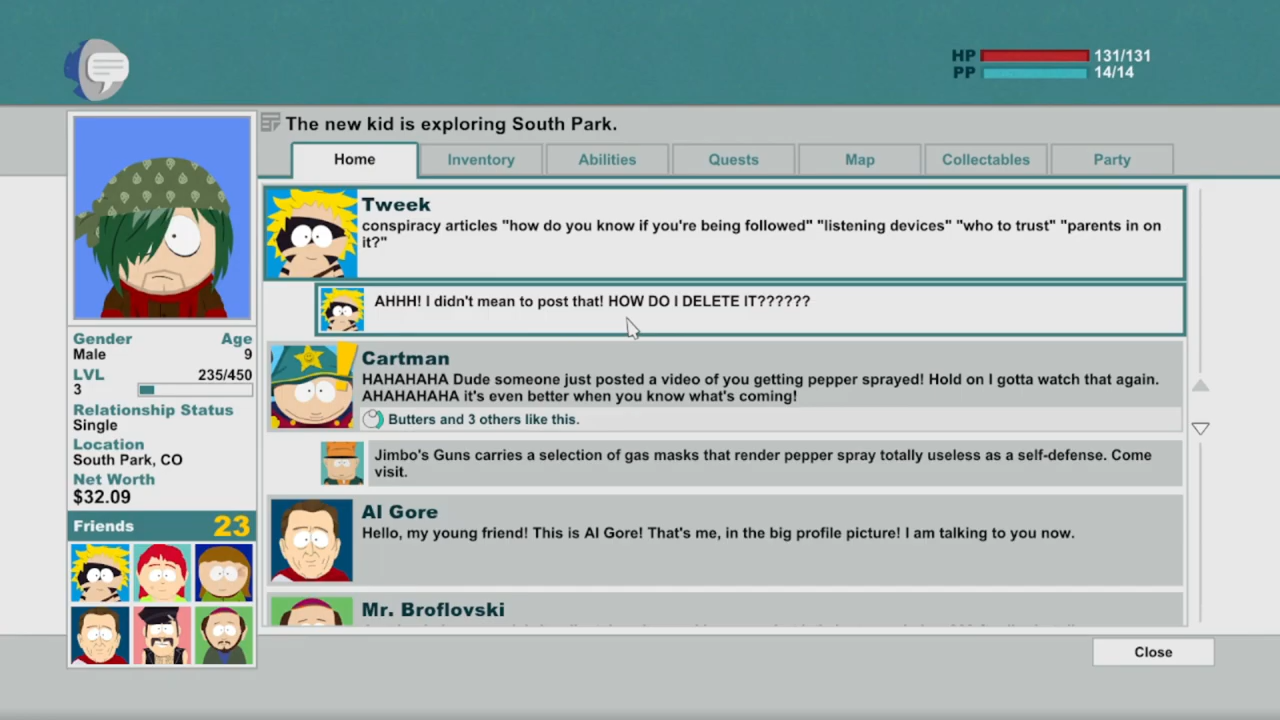 HP 131/131
PP 14/14
The new kid is exploring South Park.
Home Inventory Abilities Quests Map Collectables Party
Gender Age
Male 9
LVL 235/450
3
Relationship Status
Single
Location
South Park, CO
Net Worth
$32.09
Friends 23
Tweek
conspiracy articles "how do you know if you're being followed" "listening devices" "who to trust" "parents in on
it?"
AHHH! I didn't mean to post that! HOW DO I DELETE IT??????
Cartman
HAHAHAHA Dude someone just posted a video of you getting pepper sprayed! Hold on I gotta watch that again.
AHAHAHAHA it's even better when you know what's coming!
Butters and 3 others like this.
Jimbo's Guns carries a selection of gas masks that render pepper spray totally useless as a self-defense. Come
visit.
Al Gore
Hello, my young friend! This is Al Gore! That's me, in the big profile picture! I am talking to you now.
Mr. Broflovski
Close